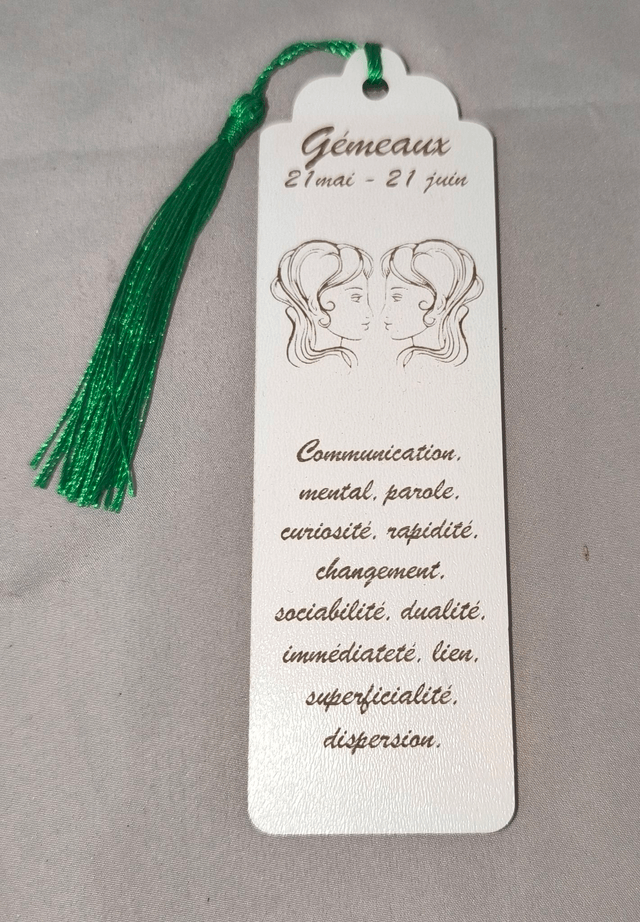 Gémeaux
21mai - 21 juin
Communication,
mental, parole,
curiosité, rapidité,
changement,
sociabilité, dualité,
immédiateté, lien,
superficialité,
dispersion.